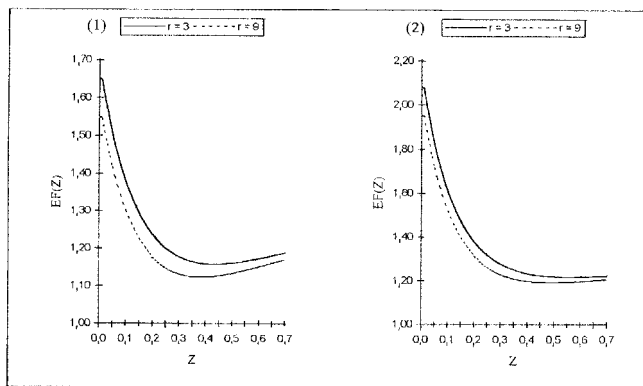 (1) r = 3 r = 9
1,70
1,60
1,50
1,40
1,30
1,20
1,10
1,00
EF(Z)
0,0 0,1 0,2 0,3 0,4 0,5 0,6 0,7
Z
(2) r = 3 r = 9
2,20
2,00
1,80
1,60
1,40
1,20
1,00
EF(Z)
0,0 0,1 0,2 0,3 0,4 0,5 0,6 0,7
Z